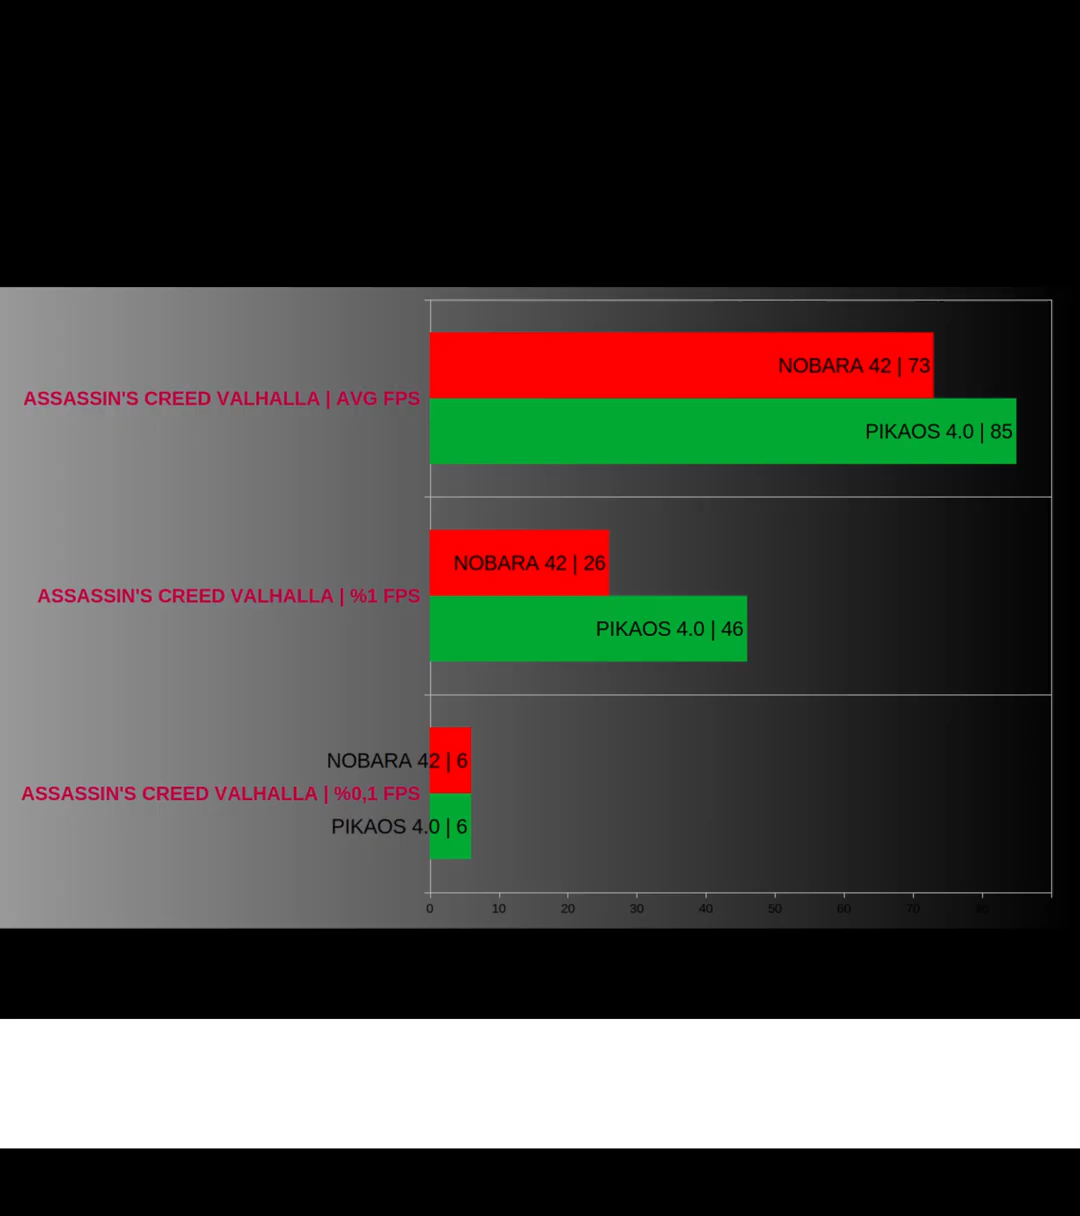 NOBARA 42 | 73
ASSASSIN'S CREED VALHALLA | AVG FPS
PIKAOS 4.0 | 85
NOBARA 42 | 26
ASSASSIN'S CREED VALHALLA | %1 FPS
PIKAOS 4.0 | 46
NOBARA 42 | 6
ASSASSIN'S CREED VALHALLA | %0,1 FPS
PIKAOS 4.0 | 6
0 10 20 30 40 50 60 70 80